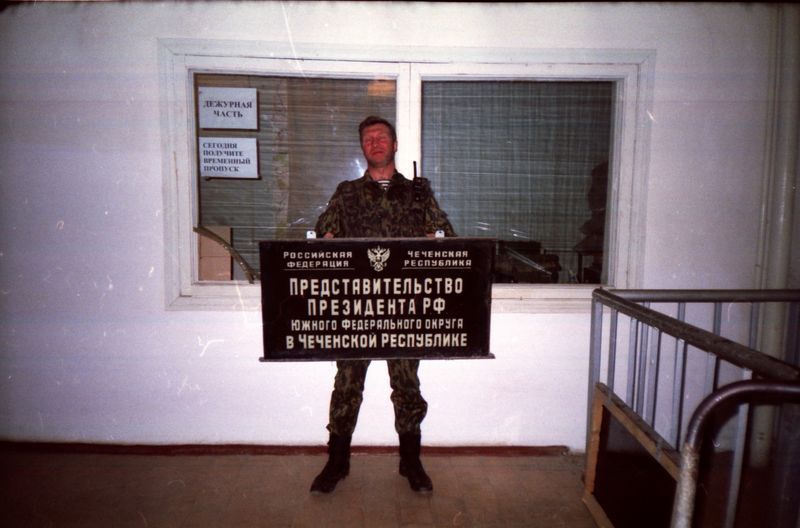 ДЕЖУРНАЯ
ЧАСТЬ
СЕГОДНЯ
ПОЛУЧИТЕ
ВРЕМЕННЫЙ
ПРОПУСК
РОССИЙСКАЯ
ФЕДЕРАЦИЯ
ЧЕЧЕНСКАЯ
РЕСПУБЛИКА
ПРЕДСТАВИТЕЛЬСТВО
ПРЕЗИДЕНТА РФ
ЮЖНОГО ФЕДЕРАЛЬНОГО ОКРУГА
В ЧЕЧЕНСКОЙ РЕСПУБЛИКЕ